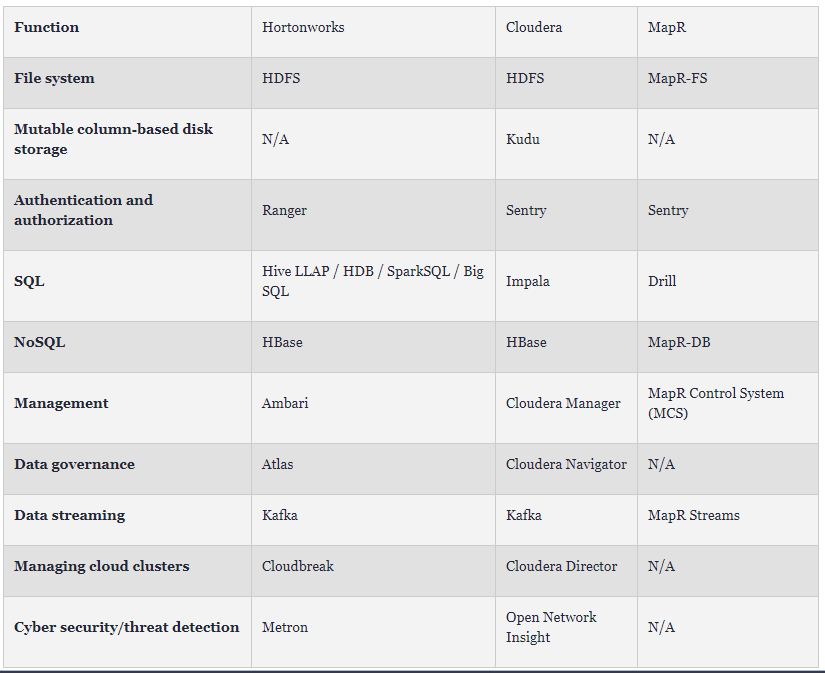 Function Hortonworks Cloudera MapR
File system HDFS HDFS MapR-FS
Mutable column-based disk
storage
N/A Kudu N/A
Authentication and
authorization
Ranger Sentry Sentry
SQL
Hive LLAP / HDB / SparkSQL / Big
SQL
Impala Drill
NoSQL HBase HBase MapR-DB
Management Ambari Cloudera Manager
MapR Control System
(MCS)
Data governance Atlas Cloudera Navigator N/A
Data streaming Kafka Kafka MapR Streams
Managing cloud clusters Cloudbreak Cloudera Director N/A
Cyber security/threat detection Metron
Open Network
Insight
N/A